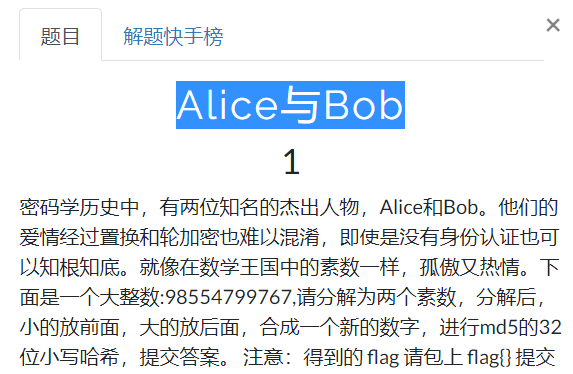 题目 解题快手榜 ×
Alice与Bob
1
密码学历史中，有两位知名的杰出人物，Alice和Bob。他们的
爱情经过置换和轮加密也难以混淆，即使是没有身份认证也可
以知根知底。就像在数学王国中的素数一样，孤傲又热情。下
面是一个大整数:98554799767,请分解为两个素数，分解后，
小的放前面，大的放后面，合成一个新的数字，进行md5的32
位小写哈希，提交答案。 注意：得到的 flag 请包上 flag{} 提交